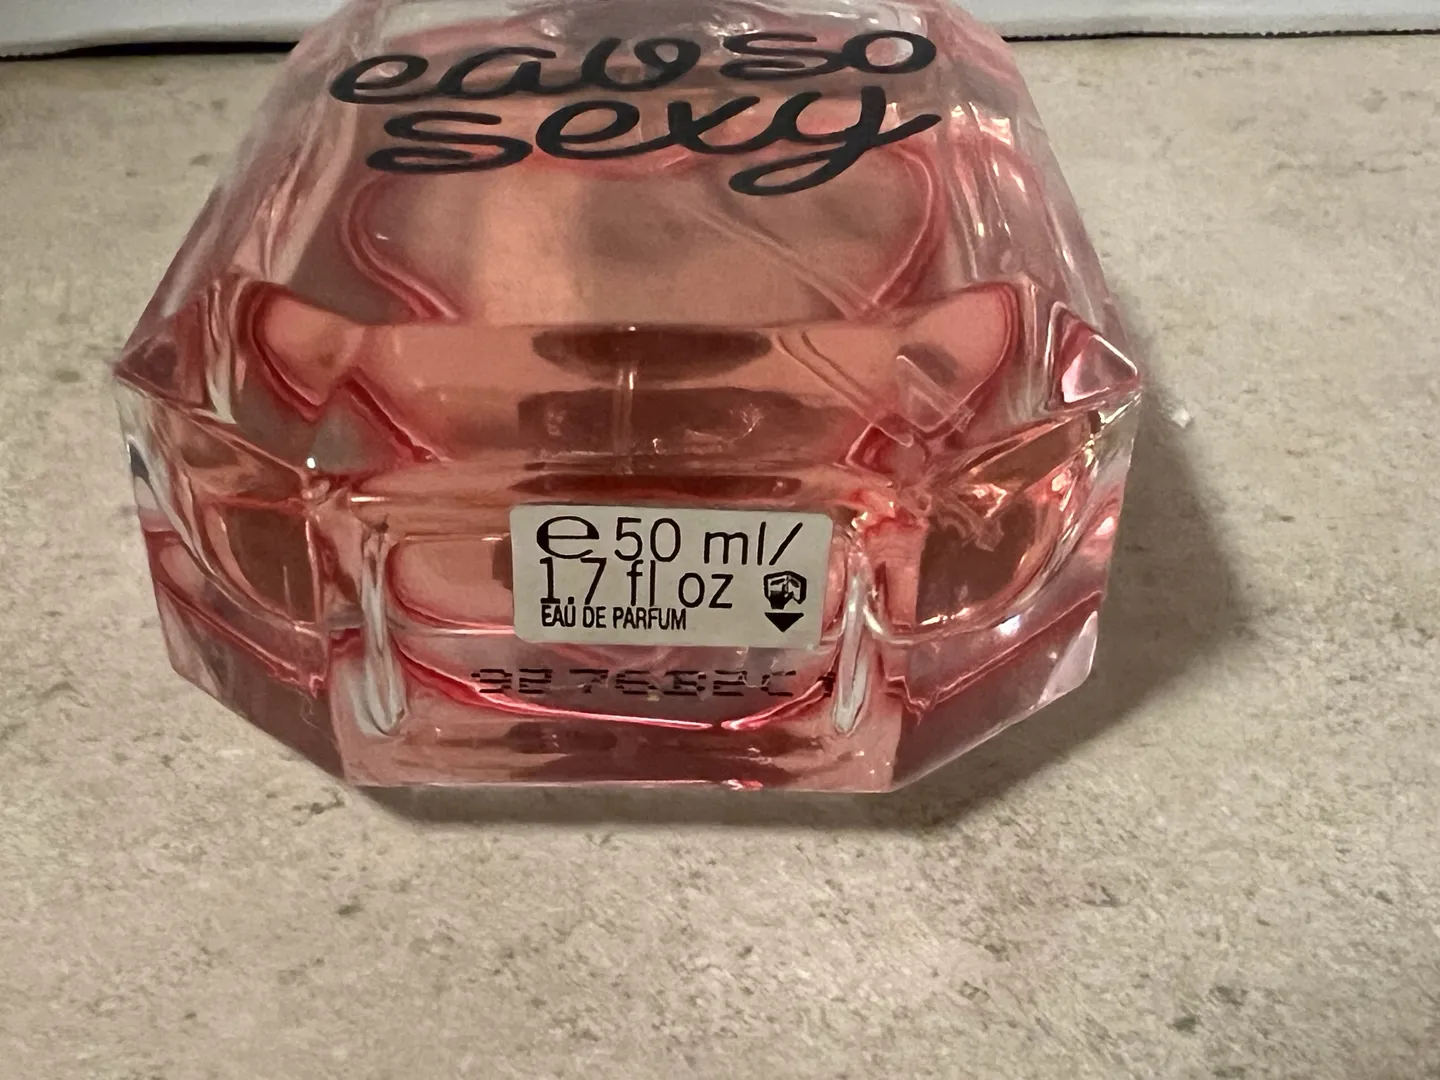 eau so
sexy
℮ 50 ml/
1.7 fl oz
EAU DE PARFUM